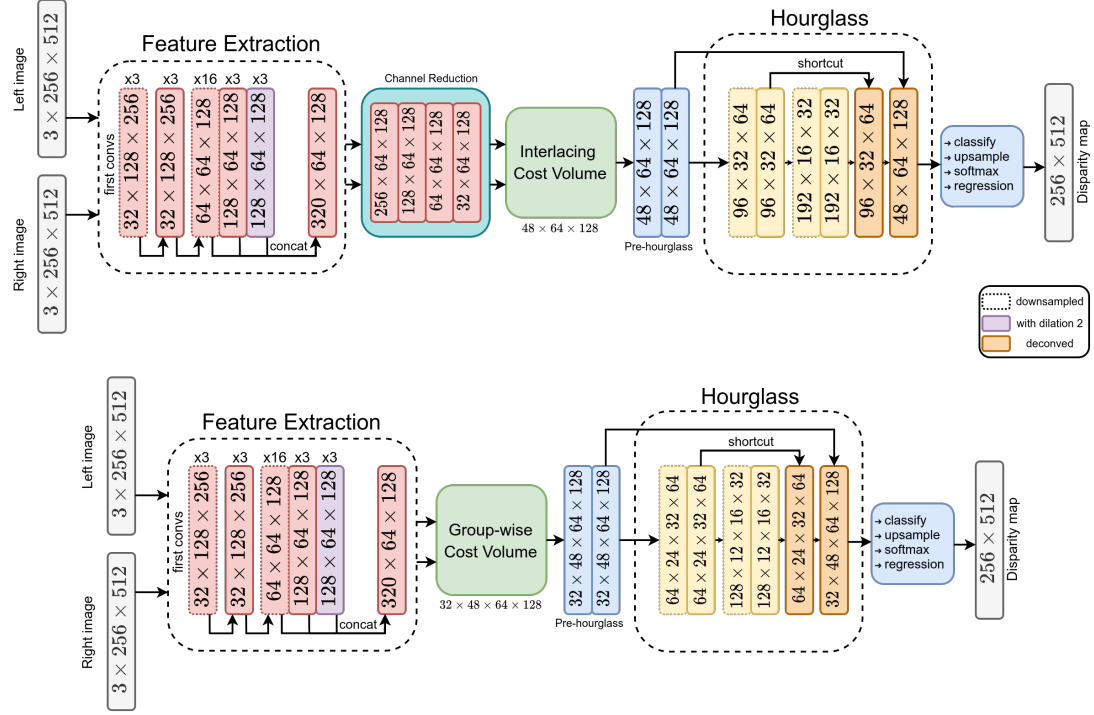 Hourglass
Feature Extraction
Left image
3 × 256 × 512
Right image
3 × 256 × 512
x3
x3
x16
x3
x3
first convs
32 × 128 × 256
32 × 128 × 256
64 × 64 × 128
128 × 64 × 128
128 × 64 × 128
concat
320 × 64 × 128
Channel Reduction
256 × 64 × 128
128 × 64 × 128
64 × 64 × 128
32 × 64 × 128
Interlacing
Cost Volume
48 × 64 × 128
48 × 64 × 128
48 × 64 × 128
Pre-hourglass
shortcut
96 × 32 × 64
96 × 32 × 64
192 × 16 × 32
192 × 16 × 32
96 × 32 × 64
48 × 64 × 128
➔ classify
➔ upsample
➔ softmax
➔ regression
256 × 512
Disparity map
downsampled
with dilation 2
deconved
Hourglass
Feature Extraction
Left image
3 × 256 × 512
Right image
3 × 256 × 512
x3
x3
x16
x3
x3
first convs
32 × 128 × 256
32 × 128 × 256
64 × 64 × 128
128 × 64 × 128
128 × 64 × 128
concat
320 × 64 × 128
Group-wise
Cost Volume
32 × 48 × 64 × 128
32 × 48 × 64 × 128
32 × 48 × 64 × 128
Pre-hourglass
shortcut
64 × 24 × 32 × 64
64 × 24 × 32 × 64
128 × 12 × 16 × 32
128 × 12 × 16 × 32
64 × 24 × 32 × 64
32 × 48 × 64 × 128
➔ classify
➔ upsample
➔ softmax
➔ regression
256 × 512
Disparity map